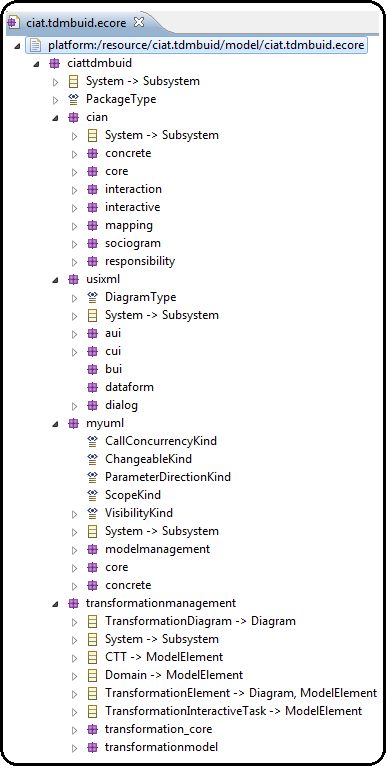 ciat.tdmbuid.ecore
platform:/resource/ciat.tdmbuid/model/ciat.tdmbuid.ecore
ciattdmbuid
System -> Subsystem
PackageType
cian
System -> Subsystem
concrete
core
interaction
interactive
mapping
sociogram
responsibility
usixml
DiagramType
System -> Subsystem
aui
cui
bui
dataform
dialog
myuml
CallConcurrencyKind
ChangeableKind
ParameterDirectionKind
ScopeKind
VisibilityKind
System -> Subsystem
modelmanagement
core
concrete
transformationmanagement
TransformationDiagram -> Diagram
System -> Subsystem
CTT -> ModelElement
Domain -> ModelElement
TransformationElement -> Diagram, ModelElement
TransformationInteractiveTask -> ModelElement
transformation_core
transformationmodel